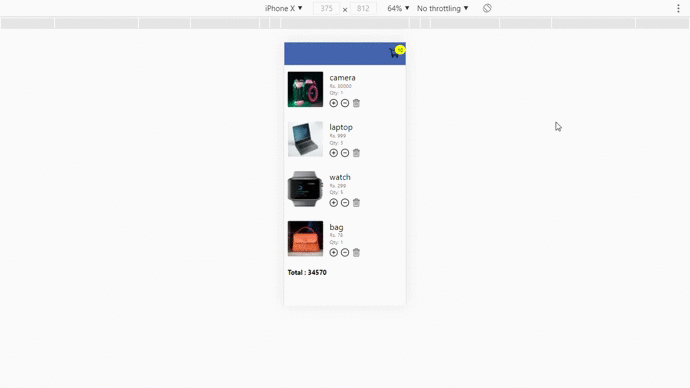 iPhone X ▼ 375 × 812 64% ▼ No throttling ▼
10
camera
Rs. 30000
Qty: 1
laptop
Rs. 999
Qty: 3
watch
Rs. 299
Qty: 5
bag
Rs. 78
Qty: 1
Total : 34570